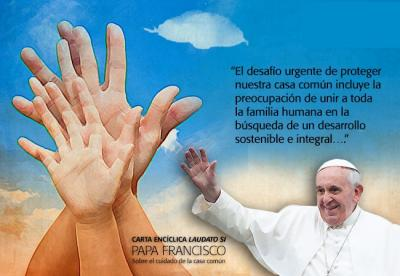 “El desafío urgente de proteger
nuestra casa común incluye la
preocupación de unir a toda
la familia humana en la
búsqueda de un desarrollo
sostenible e integral….”
CARTA ENCÍCLICA LAUDATO SI
PAPA FRANCISCO
Sobre el cuidado de la casa común